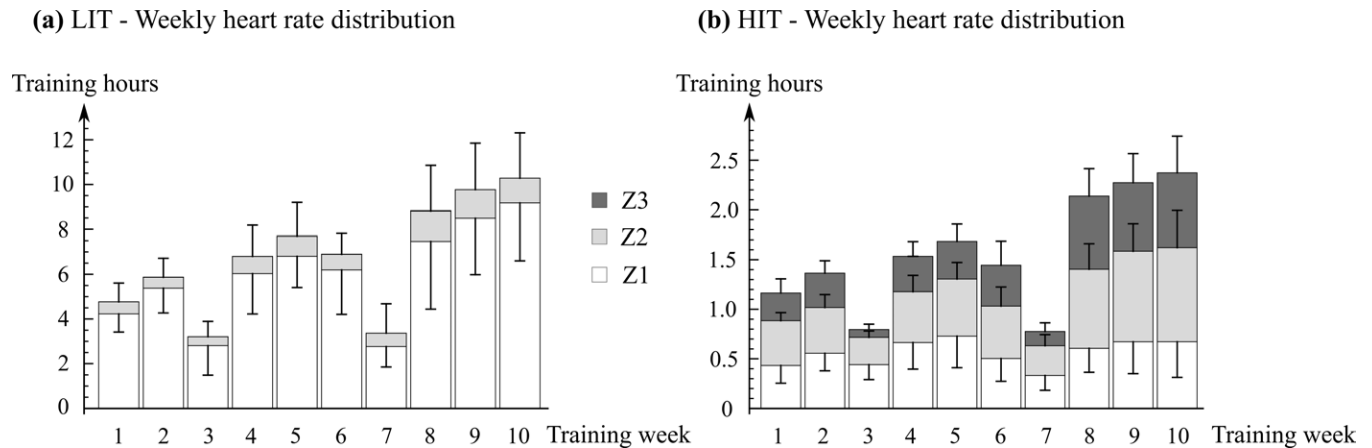 (a) LIT - Weekly heart rate distribution
Training hours
12
10
8
6
4
2
0
1 2 3 4 5 6 7 8 9 10 Training week
Z3
Z2
Z1
(b) HIT - Weekly heart rate distribution
Training hours
2.5
2.0
1.5
1.0
0.5
0
1 2 3 4 5 6 7 8 9 10 Training week